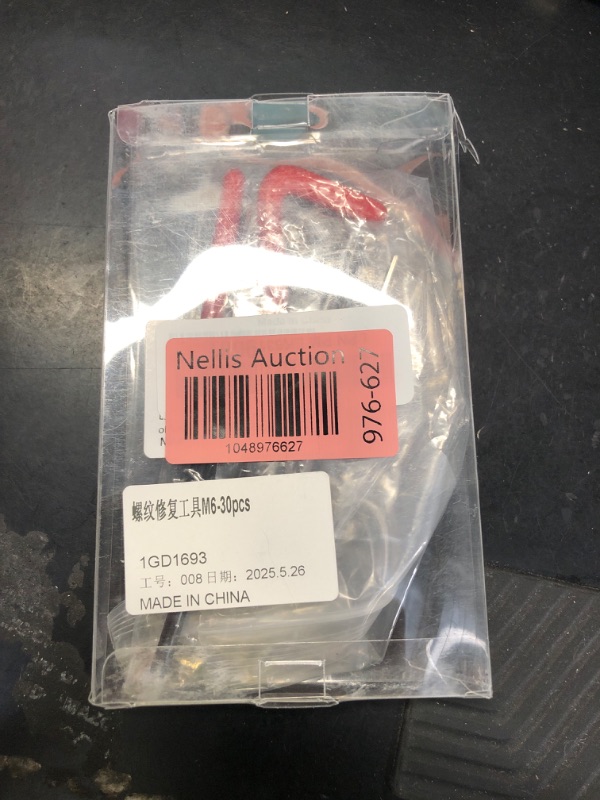 Nellis Auction
1048976627
976-627
螺纹修复工具M6-30pcs
1GD1693
工号：008 日期：2025.5.26
MADE IN CHINA